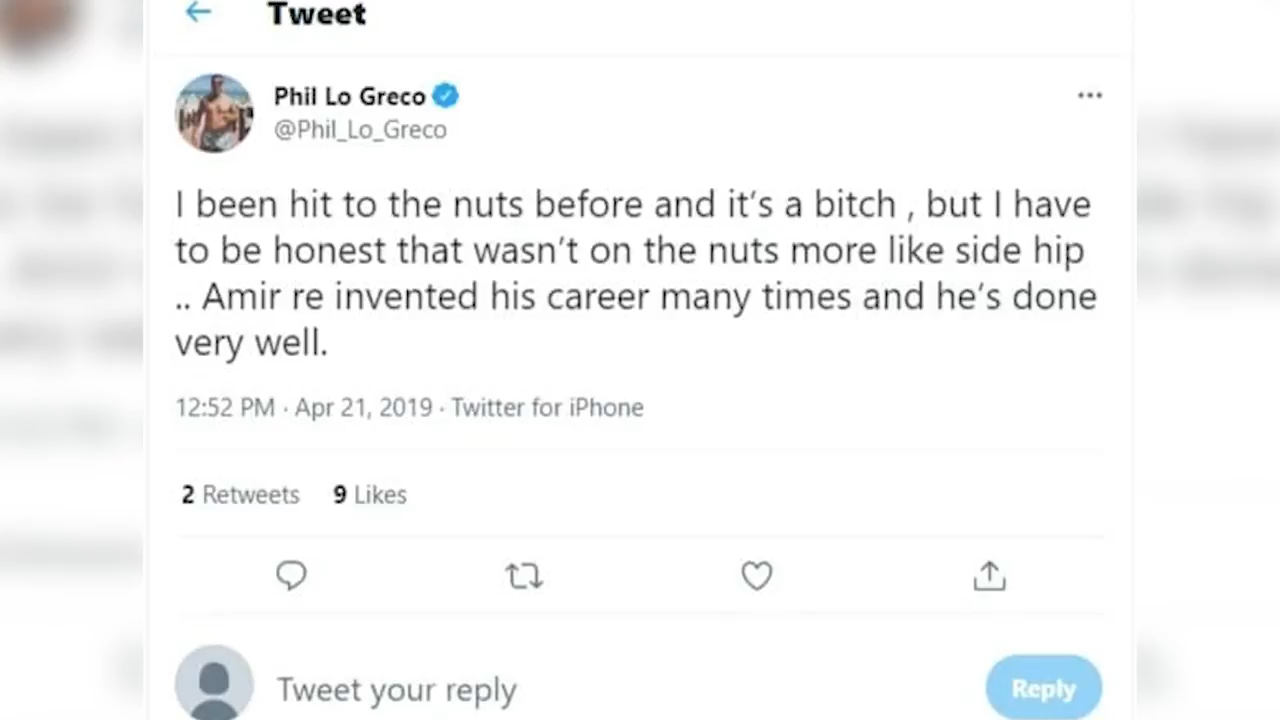 Tweet
Phil Lo Greco
@Phil_Lo_Greco
I been hit to the nuts before and it's a bitch , but I have
to be honest that wasn't on the nuts more like side hip
.. Amir re invented his career many times and he's done
very well.
12:52 PM · Apr 21, 2019 · Twitter for iPhone
2 Retweets 9 Likes
Tweet your reply
Reply